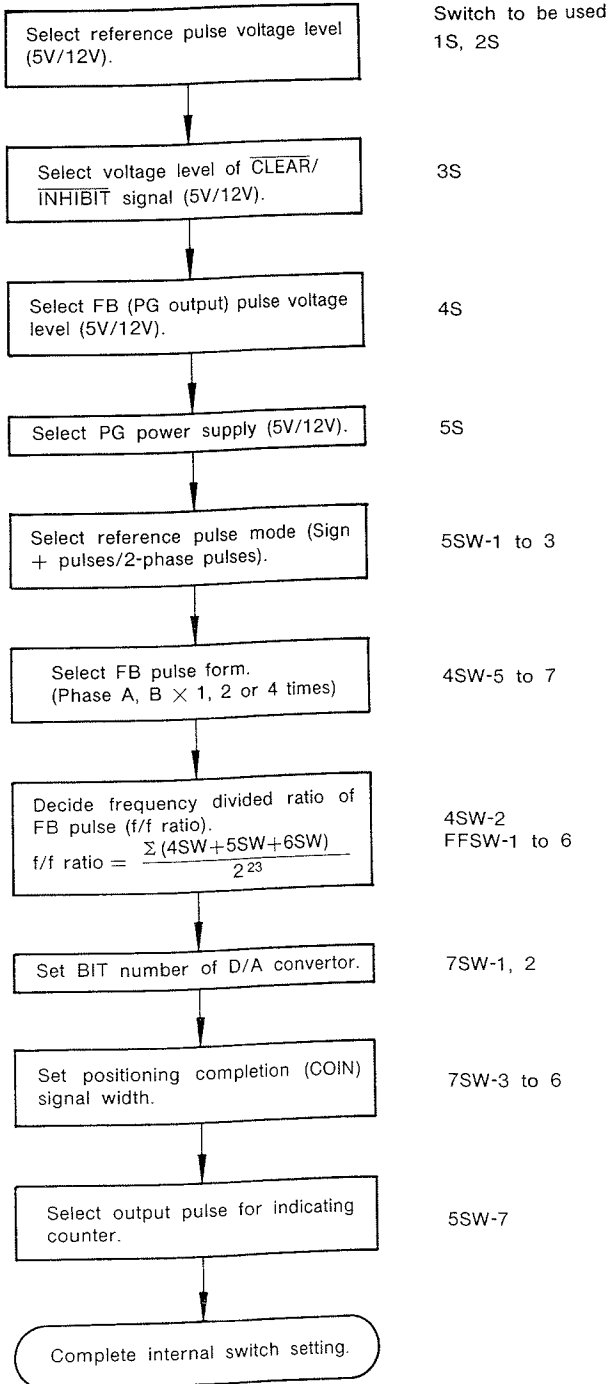 Switch to be used
Select reference pulse voltage level
(5V/12V).
1S, 2S
Select voltage level of CLEAR/
INHIBIT signal (5V/12V).
3S
Select FB (PG output) pulse voltage
level (5V/12V).
4S
Select PG power supply (5V/12V).
5S
Select reference pulse mode (Sign
+ pulses/2-phase pulses).
5SW-1 to 3
Select FB pulse form.
(Phase A, B × 1, 2 or 4 times)
4SW-5 to 7
Decide frequency divided ratio of
FB pulse (f/f ratio).
f/f ratio = Σ(4SW+5SW+6SW) / 2^23
4SW-2
FFSW-1 to 6
Set BIT number of D/A convertor.
7SW-1, 2
Set positioning completion (COIN)
signal width.
7SW-3 to 6
Select output pulse for indicating
counter.
5SW-7
Complete internal switch setting.